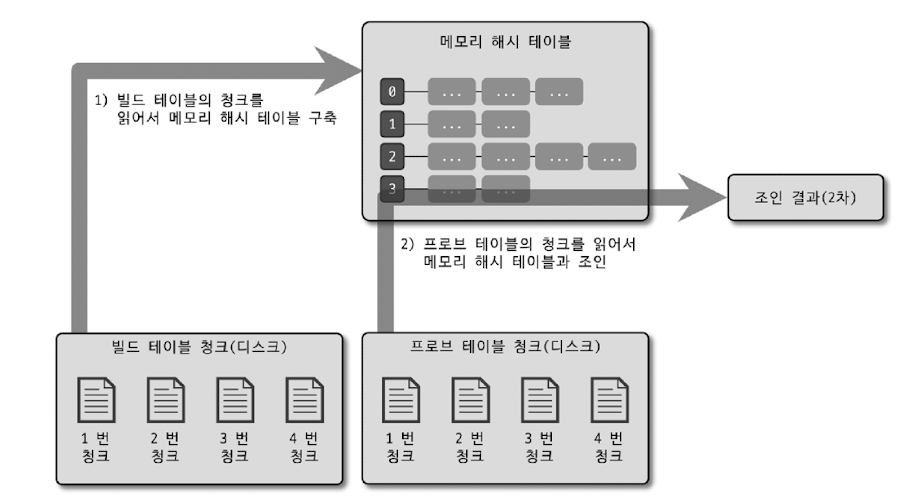 메모리 해시 테이블
1) 빌드 테이블의 청크를
읽어서 메모리 해시 테이블 구축
0 ... ... ...
1 ... ...
2 ... ... ... ...
3 ... ...
조인 결과(2차)
2) 프로브 테이블의 청크를 읽어서
메모리 해시 테이블과 조인
빌드 테이블 청크(디스크)
1 번 2 번 3 번 4 번
청크 청크 청크 청크
프로브 테이블 청크(디스크)
1 번 2 번 3 번 4 번
청크 청크 청크 청크